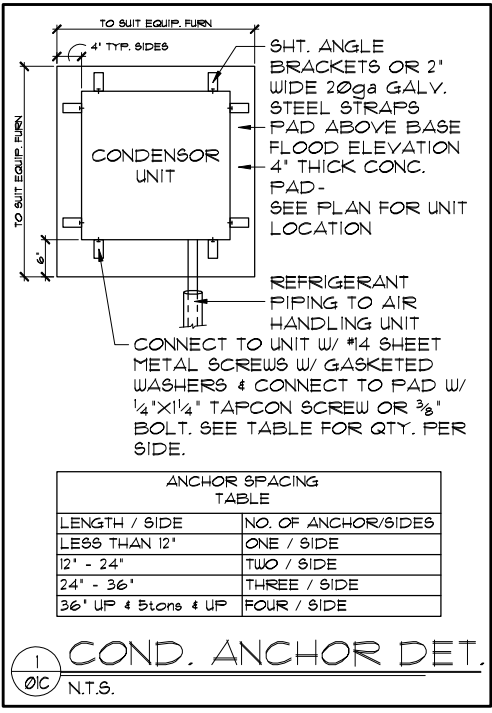 TO SUIT EQUIP. FURN
4" TYP. SIDES
SHT. ANGLE
BRACKETS OR 2"
WIDE 20ga GALV.
STEEL STRAPS
PAD ABOVE BASE
FLOOD ELEVATION
4" THICK CONC.
PAD-
SEE PLAN FOR UNIT
LOCATION
CONDENSOR
UNIT
TO SUIT EQUIP. FURN
6"
REFRIGERANT
PIPING TO AIR
HANDLING UNIT
CONNECT TO UNIT W/ #14 SHEET
METAL SCREWS W/ GASKETED
WASHERS & CONNECT TO PAD W/
1/4"X1 1/4" TAPCON SCREW OR 3/8"
BOLT. SEE TABLE FOR QTY. PER
SIDE.
ANCHOR SPACING
TABLE
LENGTH / SIDE NO. OF ANCHOR/SIDES
LESS THAN 12" ONE / SIDE
12" - 24" TWO / SIDE
24" - 36" THREE / SIDE
36" UP & 5tons & UP FOUR / SIDE
1
01C
COND. ANCHOR DET.
N.T.S.